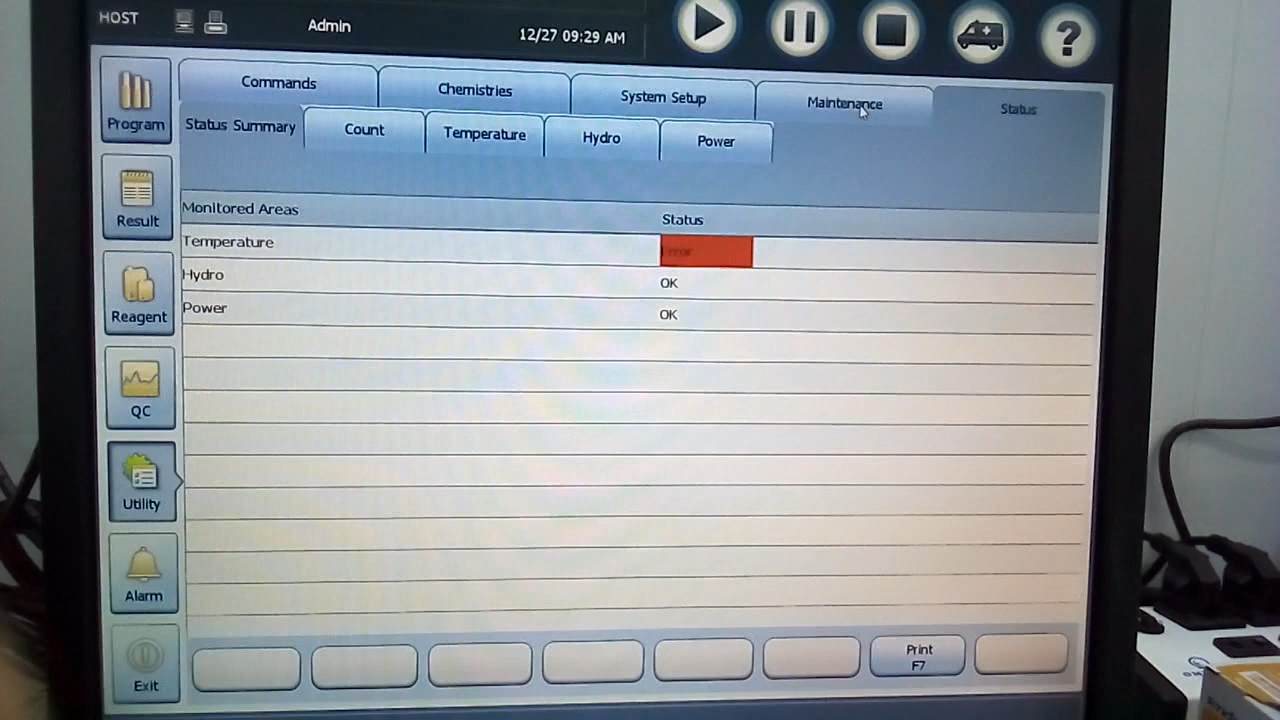 HOST
Admin
12/27 09:29 AM
?
Program
Result
Reagent
QC
Utility
Alarm
Exit
Commands
Chemistries
System Setup
Maintenance
Status
Status Summary
Count
Temperature
Hydro
Power
Monitored Areas
Status
Temperature
Error
Hydro
OK
Power
OK
Print
F7